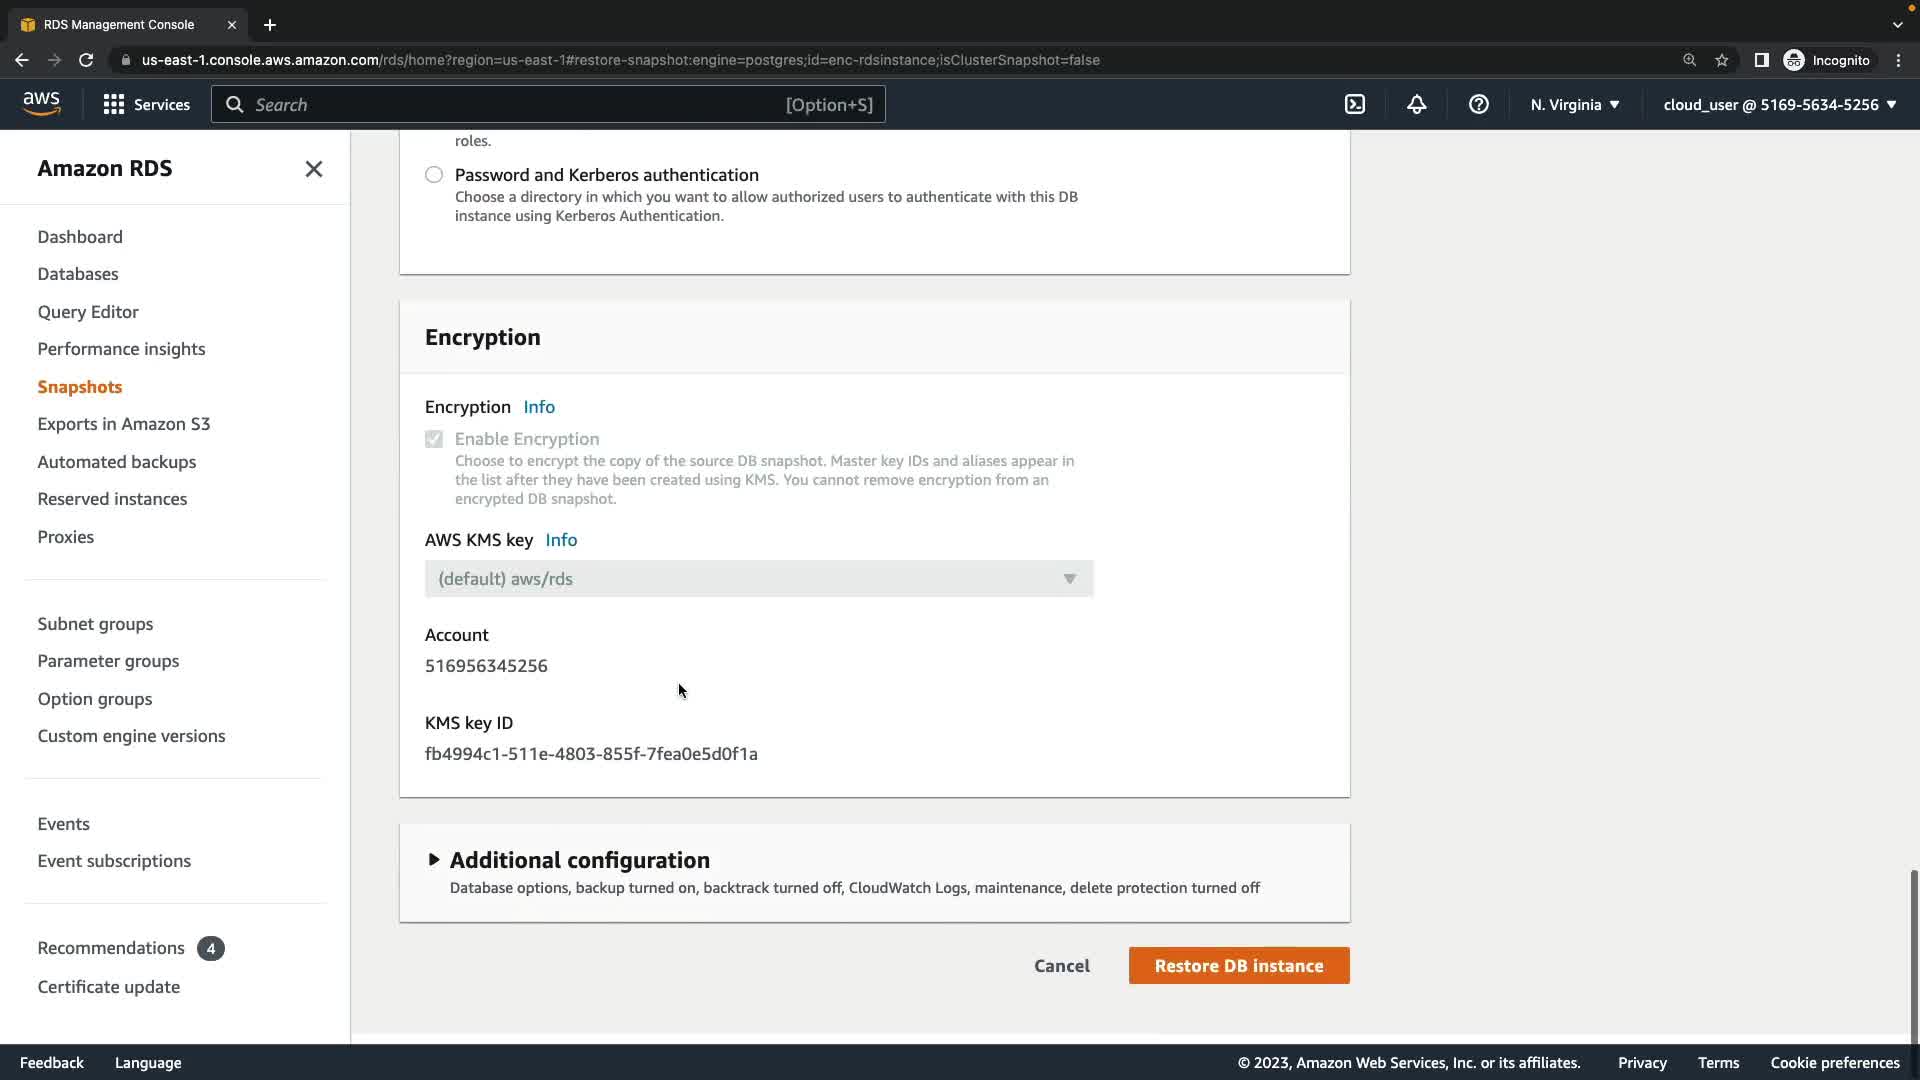 RDS Management Console
us-east-1.console.aws.amazon.com/rds/home?region=us-east-1#restore-snapshot:engine=postgres;id=enc-rdsinstance;isClusterSnapshot=false
Incognito
aws
Services
Search
[Option+S]
N. Virginia
cloud_user @ 5169-5634-5256
Amazon RDS
Dashboard
Databases
Query Editor
Performance insights
Snapshots
Exports in Amazon S3
Automated backups
Reserved instances
Proxies
Subnet groups
Parameter groups
Option groups
Custom engine versions
Events
Event subscriptions
Recommendations 4
Certificate update
roles.
Password and Kerberos authentication
Choose a directory in which you want to allow authorized users to authenticate with this DB
instance using Kerberos Authentication.
Encryption
Encryption Info
Enable Encryption
Choose to encrypt the copy of the source DB snapshot. Master key IDs and aliases appear in
the list after they have been created using KMS. You cannot remove encryption from an
encrypted DB snapshot.
AWS KMS key Info
(default) aws/rds
Account
516956345256
KMS key ID
fb4994c1-511e-4803-855f-7fea0e5d0f1a
Additional configuration
Database options, backup turned on, backtrack turned off, CloudWatch Logs, maintenance, delete protection turned off
Cancel
Restore DB instance
Feedback
Language
© 2023, Amazon Web Services, Inc. or its affiliates.
Privacy
Terms
Cookie preferences